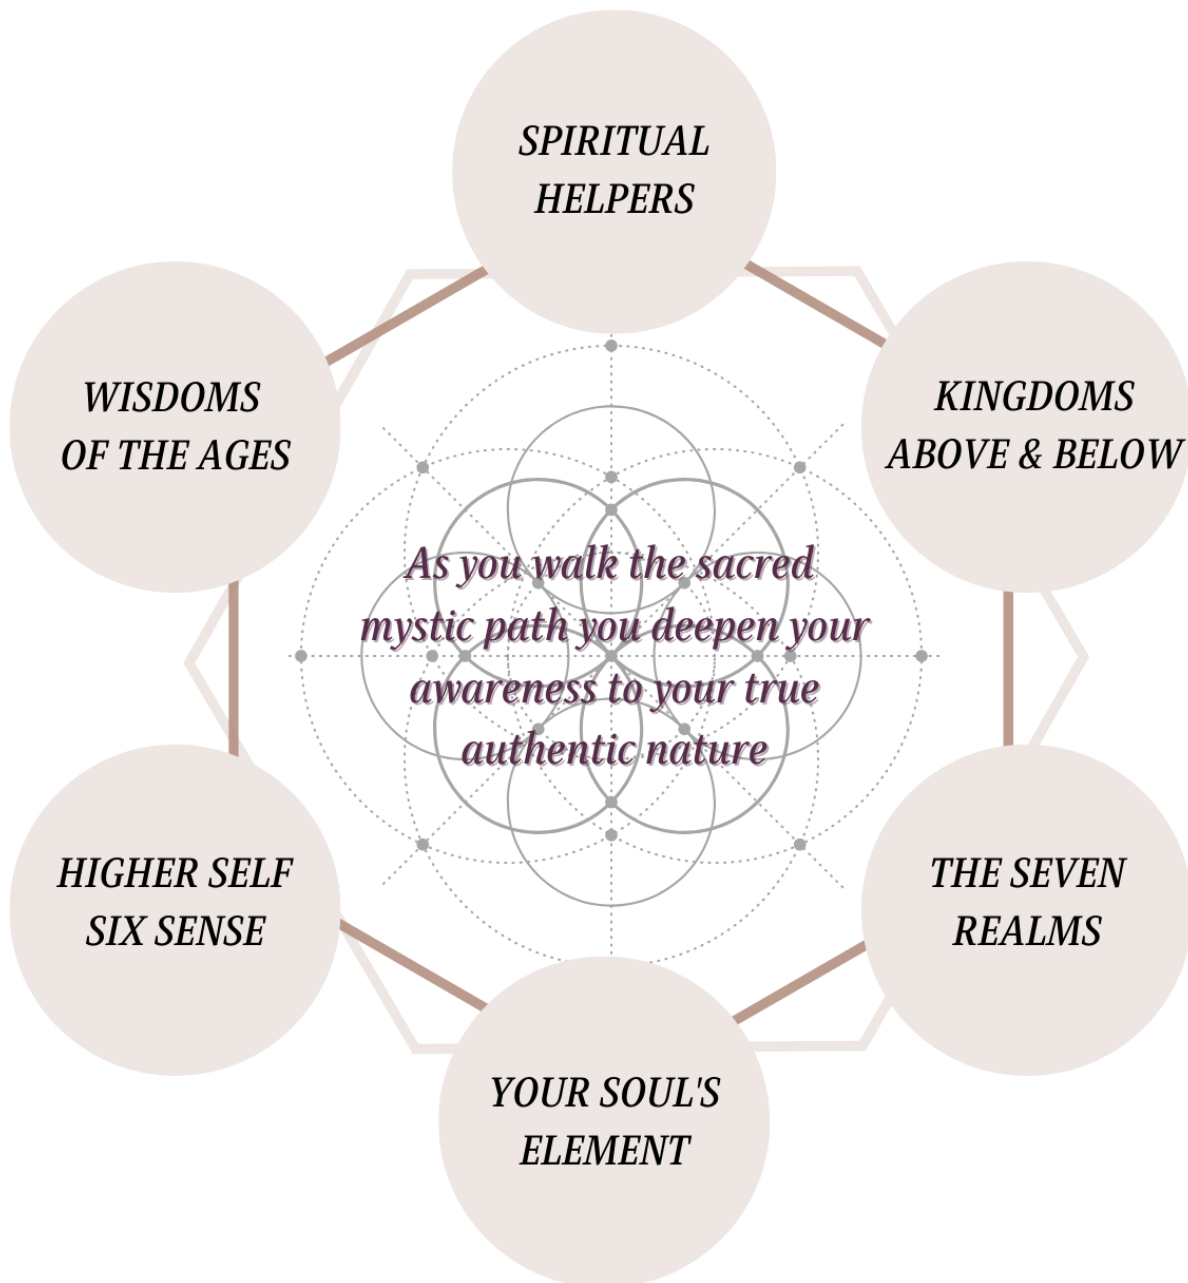 SPIRITUAL
HELPERS
WISDOMS
OF THE AGES
KINGDOMS
ABOVE & BELOW
As you walk the sacred
mystic path you deepen your
awareness to your true
authentic nature
HIGHER SELF
SIX SENSE
THE SEVEN
REALMS
YOUR SOUL'S
ELEMENT